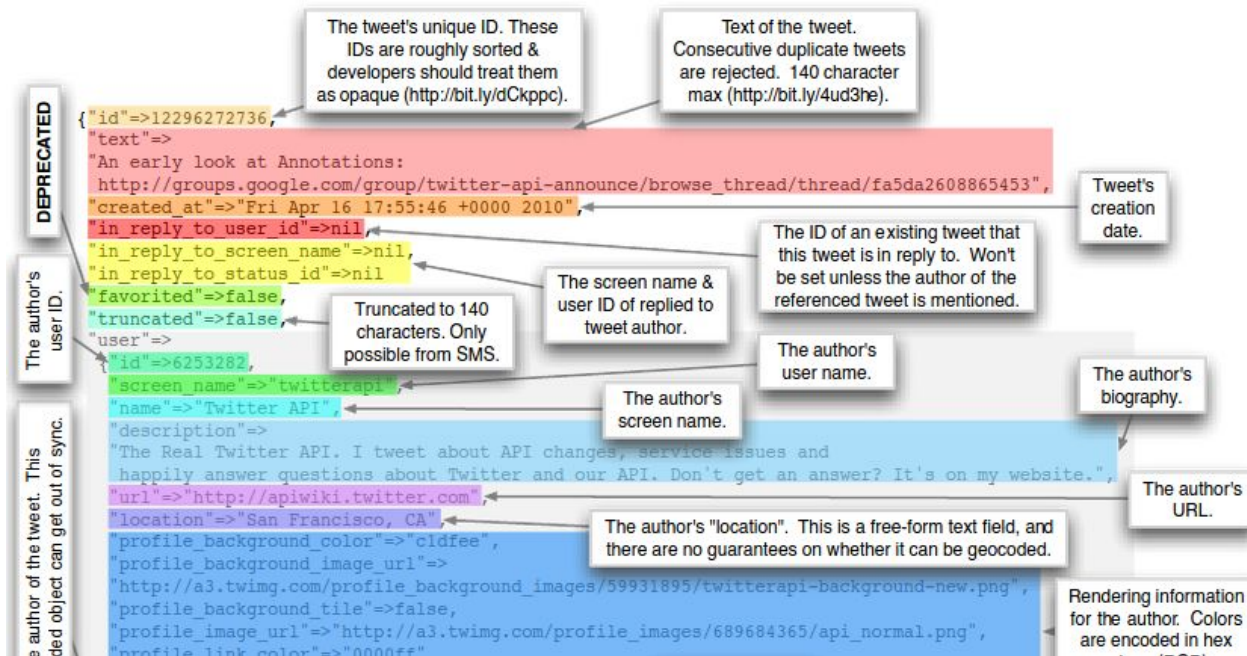 The tweet's unique ID. These
IDs are roughly sorted &
developers should treat them
as opaque (http://bit.ly/dCkppc).
Text of the tweet.
Consecutive duplicate tweets
are rejected. 140 character
max (http://bit.ly/4ud3he).
DEPRECATED
{"id"=>12296272736,
"text"=>
"An early look at Annotations:
http://groups.google.com/group/twitter-api-announce/browse_thread/thread/fa5da2608865453",
"created_at"=>"Fri Apr 16 17:55:46 +0000 2010",
Tweet's
creation
date.
"in_reply_to_user_id"=>nil,
"in_reply_to_screen_name"=>nil,
"in_reply_to_status_id"=>nil
The ID of an existing tweet that
this tweet is in reply to. Won't
be set unless the author of the
referenced tweet is mentioned.
The screen name &
user ID of replied to
tweet author.
"favorited"=>false,
"truncated"=>false,
Truncated to 140
characters. Only
possible from SMS.
The author's
user ID.
"user"=>
{"id"=>6253282,
"screen_name"=>"twitterapi",
The author's
user name.
"name"=>"Twitter API",
The author's
screen name.
The author's
biography.
"description"=>
"The Real Twitter API. I tweet about API changes, service issues and
happily answer questions about Twitter and our API. Don't get an answer? It's on my website.",
"url"=>"http://apiwiki.twitter.com",
The author's
URL.
"location"=>"San Francisco, CA",
The author's "location". This is a free-form text field, and
there are no guarantees on whether it can be geocoded.
"profile_background_color"=>"c1dfee",
"profile_background_image_url"=>
"http://a3.twimg.com/profile_background_images/59931895/twitterapi-background-new.png",
"profile_background_tile"=>false,
"profile_image_url"=>"http://a3.twimg.com/profile_images/689684365/api_normal.png",
"profile_link_color"=>"0000ff",
Rendering information
for the author. Colors
are encoded in hex
author of the tweet. This
object can get out of sync.